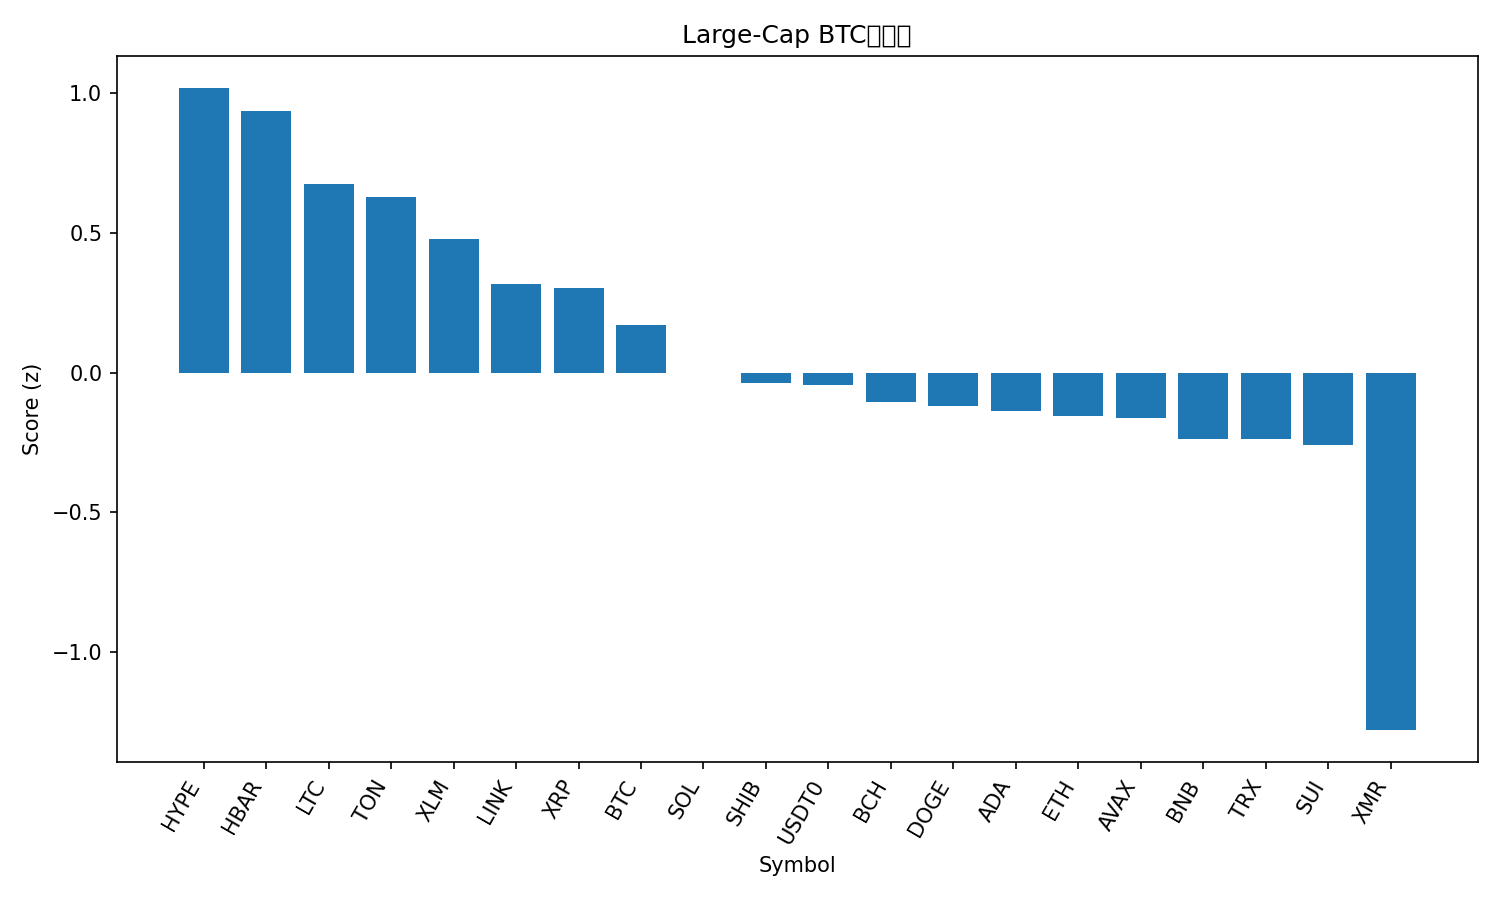 Large-Cap BTC
1.0
0.5
0.0
−0.5
−1.0
Score (z)
HYPE
HBAR
LTC
TON
XLM
LINK
XRP
BTC
SOL
SHIB
USDT0
BCH
DOGE
ADA
ETH
AVAX
BNB
TRX
SUI
XMR
Symbol